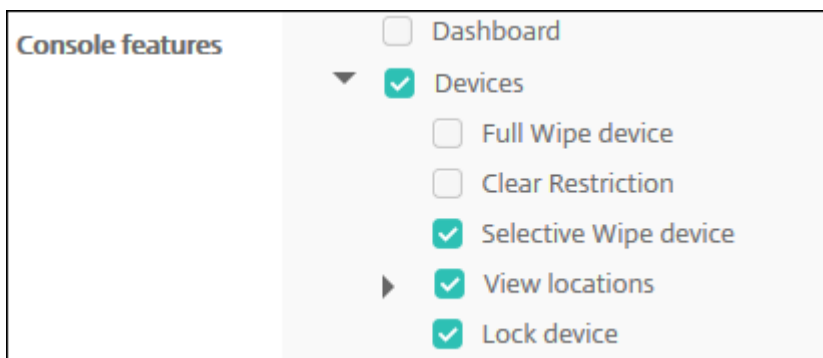 Console features
Dashboard
Devices
Full Wipe device
Clear Restriction
Selective Wipe device
View locations
Lock device